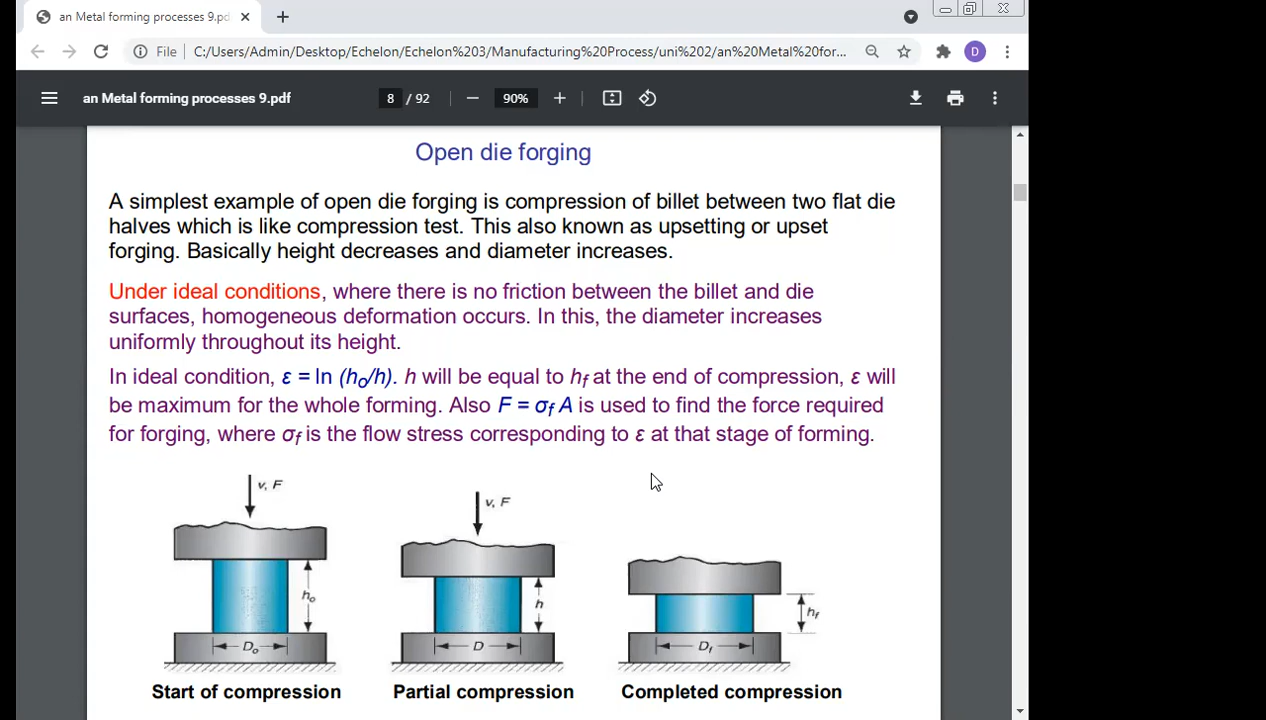 an Metal forming processes 9.pd
File C:/Users/Admin/Desktop/Echelon/Echelon%203/Manufacturing%20Process/uni%202/an%20Metal%20for...
D
an Metal forming processes 9.pdf 8 / 92 90%
Open die forging
A simplest example of open die forging is compression of billet between two flat die
halves which is like compression test. This also known as upsetting or upset
forging. Basically height decreases and diameter increases.
Under ideal conditions, where there is no friction between the billet and die
surfaces, homogeneous deformation occurs. In this, the diameter increases
uniformly throughout its height.
In ideal condition, ε = ln (hₒ/h). h will be equal to h_f at the end of compression, ε will
be maximum for the whole forming. Also F = σ_f A is used to find the force required
for forging, where σ_f is the flow stress corresponding to ε at that stage of forming.
v, F
v, F
hₒ
h
h_f
Dₒ
D
D_f
Start of compression
Partial compression
Completed compression